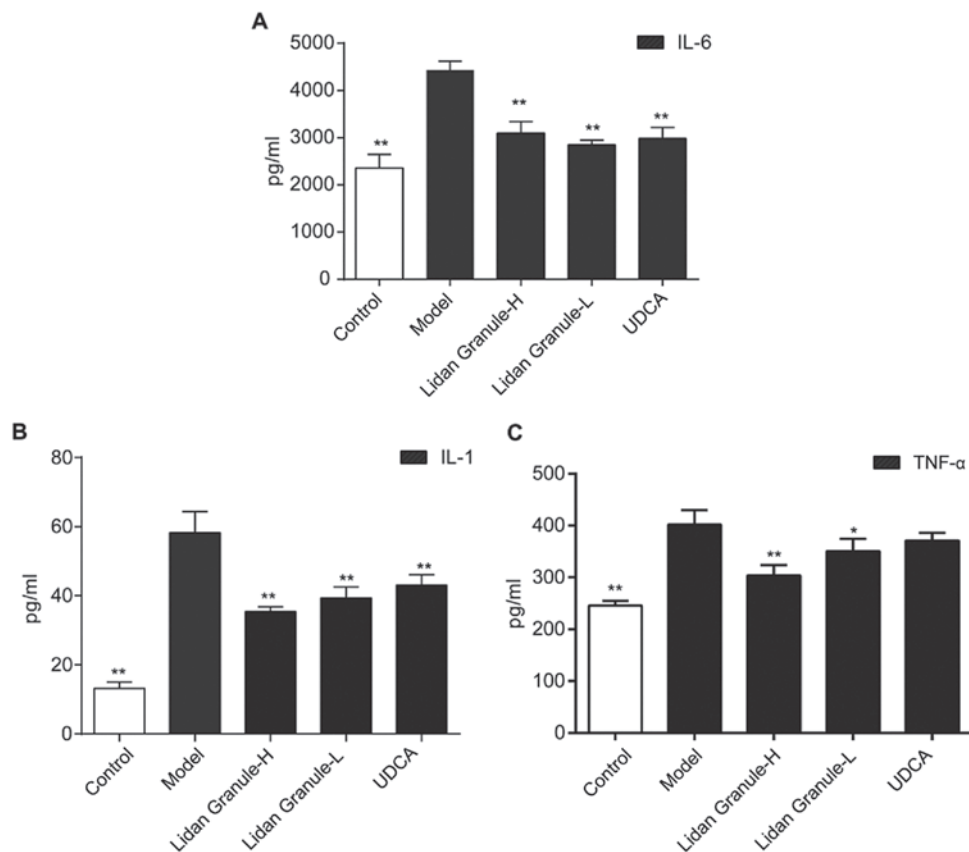 A
IL-6
pg/ml
5000
4000
3000
2000
1000
0
**
**
**
**
Control
Model
Lidan Granule-H
Lidan Granule-L
UDCA
B
IL-1
pg/ml
80
60
40
20
0
**
**
**
**
Control
Model
Lidan Granule-H
Lidan Granule-L
UDCA
C
TNF-α
pg/ml
500
400
300
200
100
0
**
**
*
Control
Model
Lidan Granule-H
Lidan Granule-L
UDCA